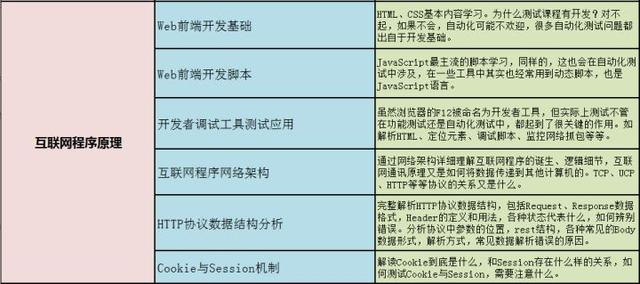 互联网程序原理
Web前端开发基础
HTML、CSS基本内容学习。为什么测试课程有开发？对不
起，如果不会，自动化可能不欢迎，很多自动化测试问题都
出自于开发基础。
Web前端开发脚本
JavaScript最主流的脚本学习，同样的，这也会在自动化测
试中涉及，在一些工具中其实也经常用到动态脚本，也是
JavaScript语言。
开发者调试工具测试应用
虽然浏览器的F12被命名为开发者工具，但实际上测试不管
在功能测试还是自动化测试中，都起到了很关键的作用。如
解析HTML、定位元素、调试脚本、监控网络抓包等等。
互联网程序网络架构
通过网络架构详细理解互联网程序的诞生、逻辑细节，互联
网通讯原理又是如何将数据传递到其他计算机的。TCP、UCP
、HTTP等等协议的关系又是什么。
HTTP协议数据结构分析
完整解析HTTP协议数据结构，包括Request、Response数据
格式，Header的定义和用法，各种状态代表什么，如何辨别
错误。分析协议中参数的位置，rest结构，各种常见的Body
数据形式，解析方式，常见数据解析错误的原因。
Cookie与Session机制
解读Cookie到底是什么，和Session存在什么样的关系，如
何测试Cookie与Session，需要注意什么。